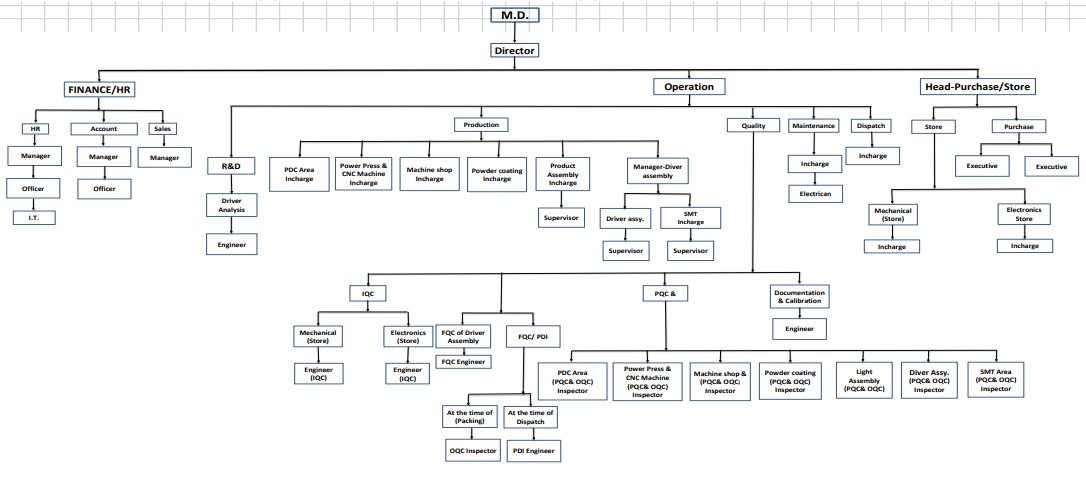 M.D.
Director
FINANCE/HR
Operation
Head-Purchase/Store
HR
Account
Sales
Production
Quality
Maintenance
Dispatch
Store
Purchase
Manager
Manager
Manager
R&D
PDC Area
Incharge
Power Press &
CNC Machine
Incharge
Machine shop
Incharge
Powder coating
Incharge
Product
Assembly
Incharge
Manager-Diver
assembly
Incharge
Incharge
Executive
Executive
Officer
Officer
Driver
Analysis
Supervisor
Driver assy.
SMT
Incharge
Electrican
Mechanical
(Store)
Electronics
Store
I.T.
Engineer
Supervisor
Supervisor
Incharge
Incharge
IQC
PQC &
Documentation
& Calibration
Mechanical
(Store)
Electronics
(Store)
FQC of Driver
Assembly
FQC/ PDI
Engineer
Engineer
(IQC)
Engineer
(IQC)
FQC Engineer
PDC Area
(PQC& OQC)
Inspector
Power Press &
CNC Machine
(PQC& OQC)
Inspector
Machine shop &
(PQC& OQC)
Inspector
Powder coating
(PQC& OQC)
Inspector
Light
Assembly
(PQC& OQC)
Diver Assy.
(PQC& OQC)
Inspector
SMT Area
(PQC& OQC)
Inspector
At the time of
(Packing)
At the time of
Dispatch
OQC Inspector
PDI Engineer